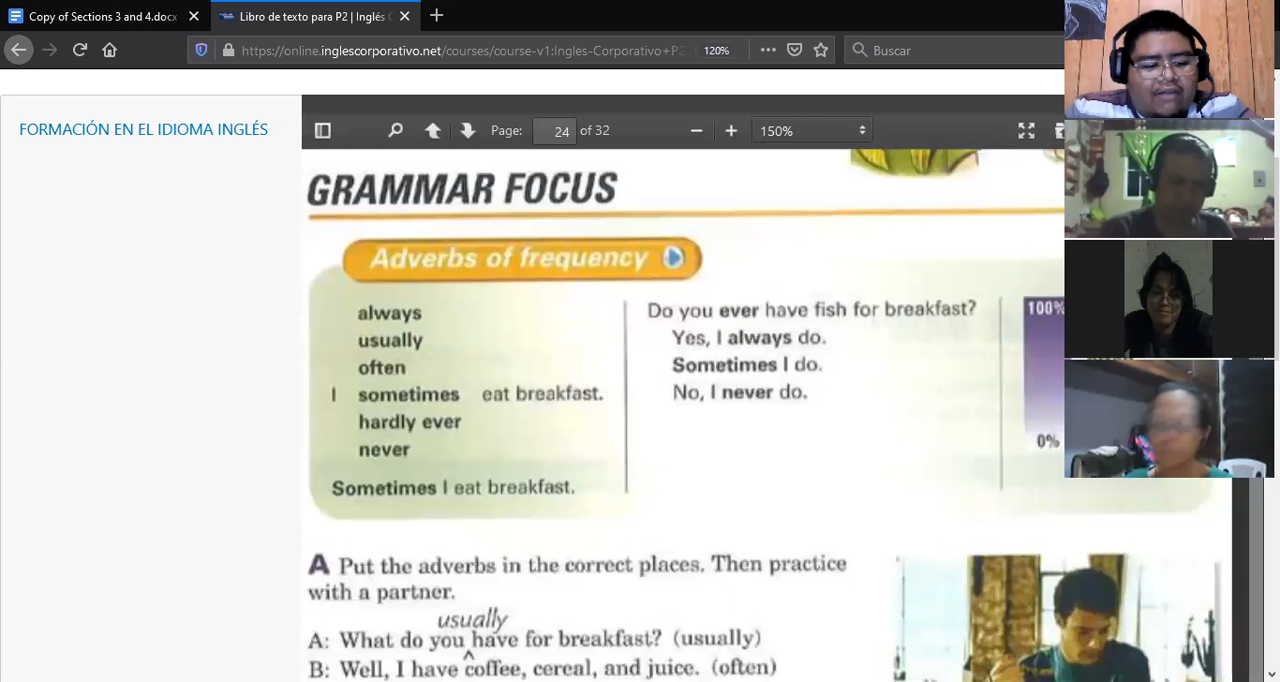 Copy of Sections 3 and 4.docx
Libro de texto para P2 | Inglés C
https://online.inglescorporativo.net/courses/course-v1:Ingles-Corporativo+P2
120%
Buscar
FORMACIÓN EN EL IDIOMA INGLÉS
Page: 24 of 32
150%
GRAMMAR FOCUS
Adverbs of frequency
always
usually
often
I sometimes eat breakfast.
hardly ever
never
Sometimes I eat breakfast.
Do you ever have fish for breakfast?
Yes, I always do.
Sometimes I do.
No, I never do.
100%
0%
A Put the adverbs in the correct places. Then practice
with a partner.
usually
A: What do you ^ have for breakfast? (usually)
B: Well, I have coffee, cereal, and juice. (often)